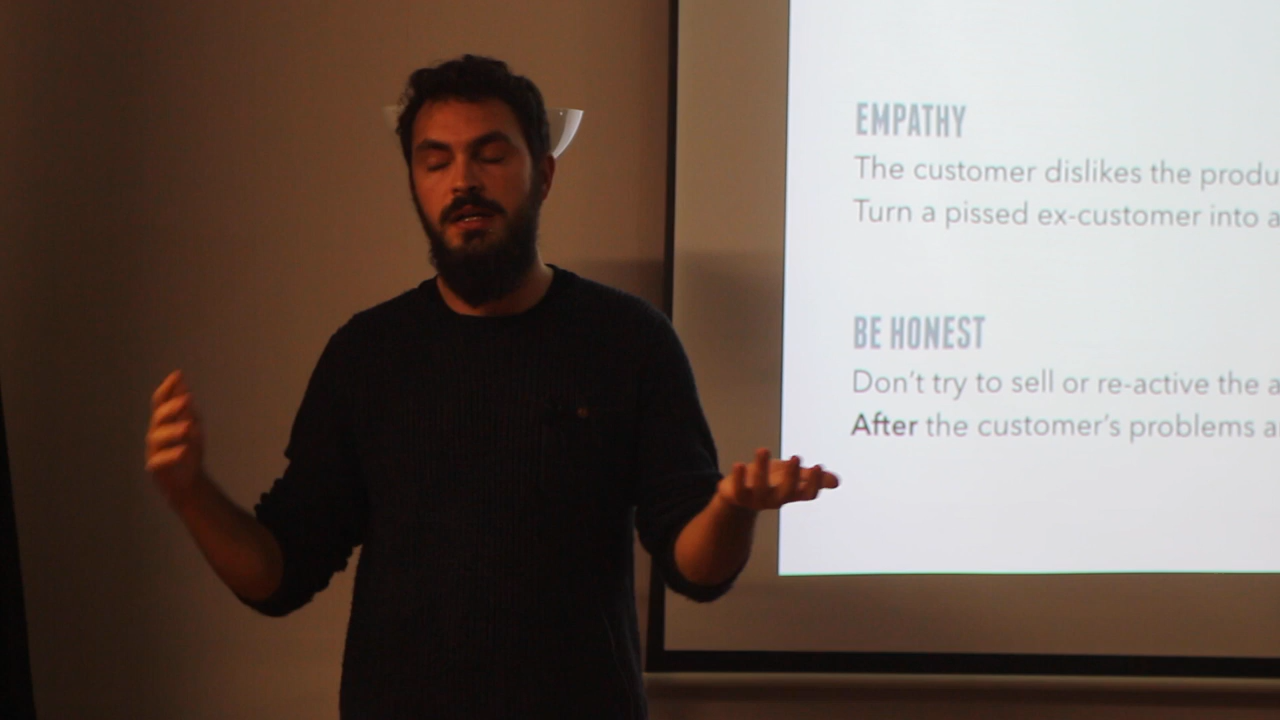 EMPATHY
The customer dislikes the produ
Turn a pissed ex-customer into a
BE HONEST
Don't try to sell or re-active the a
After the customer's problems a